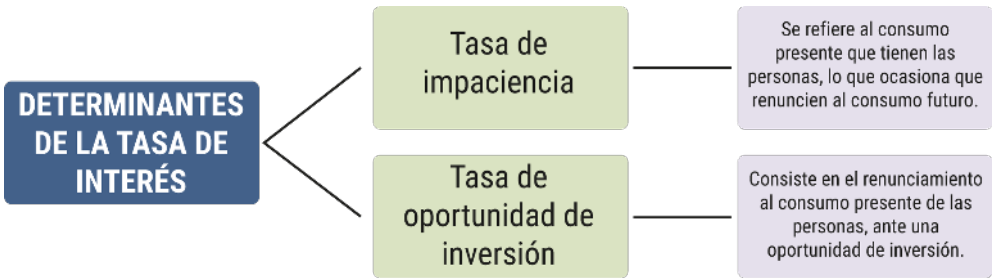 DETERMINANTES
DE LA TASA DE
INTERÉS
Tasa de
impaciencia
Se refiere al consumo
presente que tienen las
personas, lo que ocasiona que
renuncien al consumo futuro.
Tasa de
oportunidad de
inversión
Consiste en el renunciamiento
al consumo presente de las
personas, ante una
oportunidad de inversión.